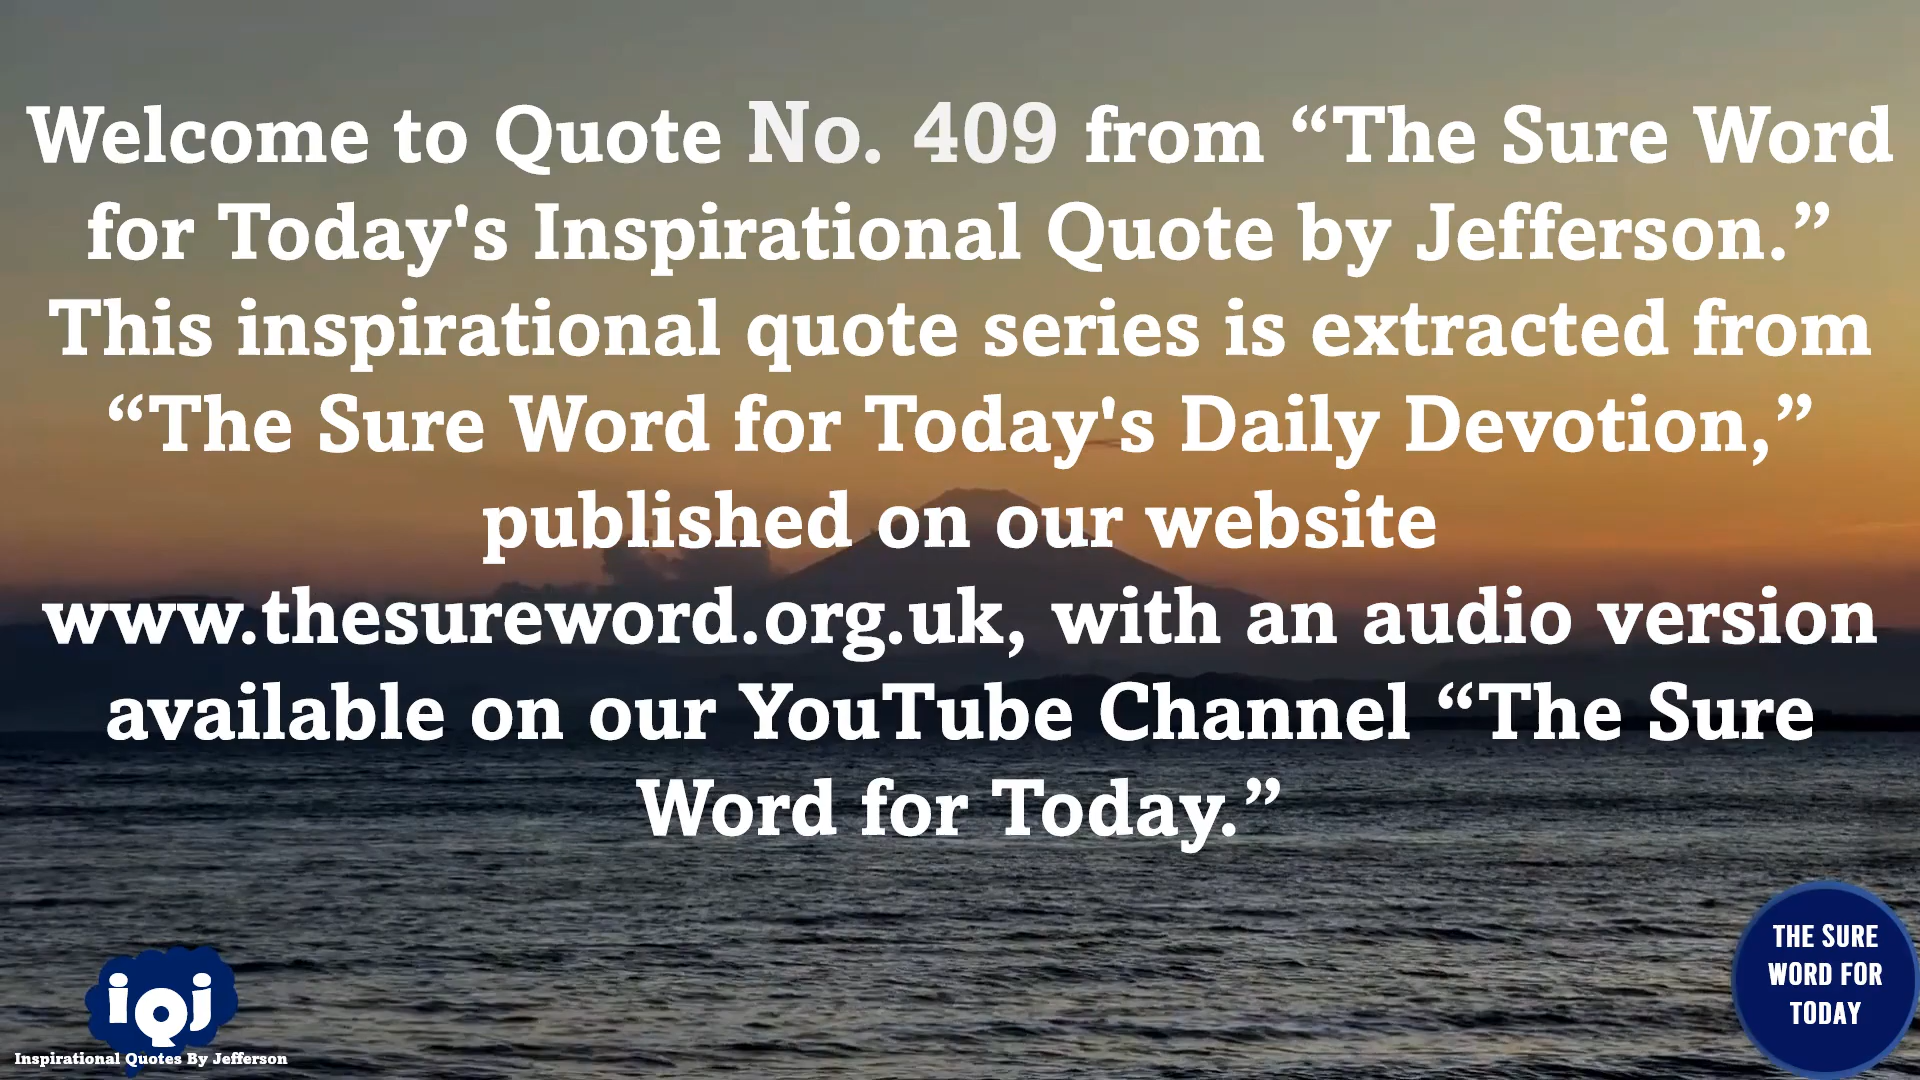 Welcome to Quote No. 409 from “The Sure Word
for Today's Inspirational Quote by Jefferson.”
This inspirational quote series is extracted from
“The Sure Word for Today's Daily Devotion,”
published on our website
www.thesureword.org.uk, with an audio version
available on our YouTube Channel “The Sure
Word for Today.”
iQj
Inspirational Quotes By Jefferson
THE SURE
WORD FOR
TODAY